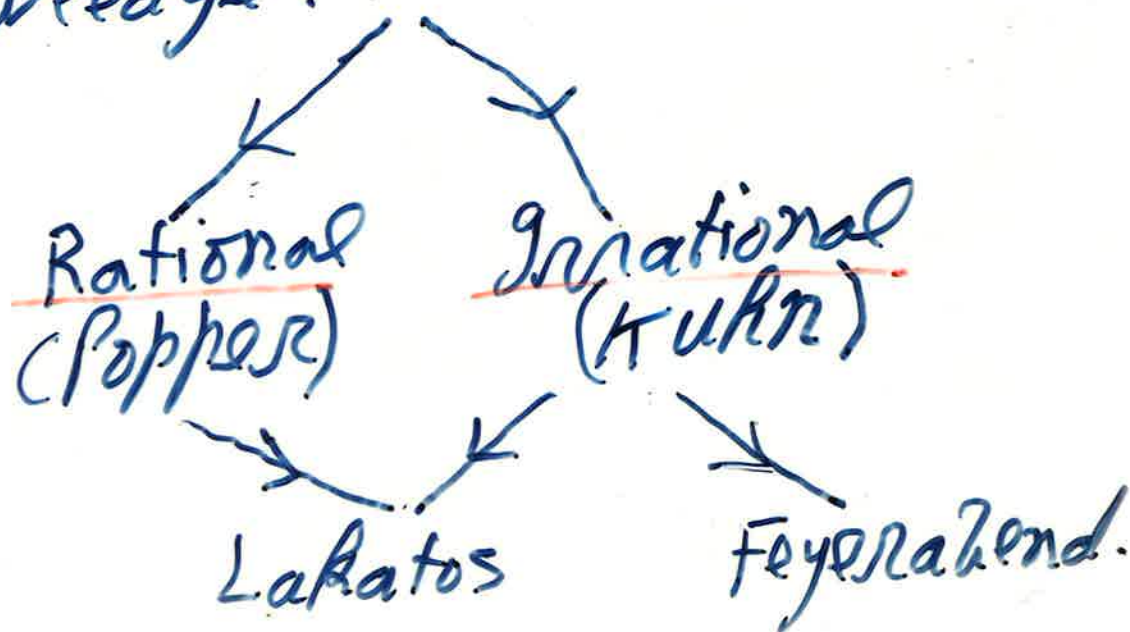 Rational Irrational
(Popper) (Kuhn)
Lakatos Feyerabend.